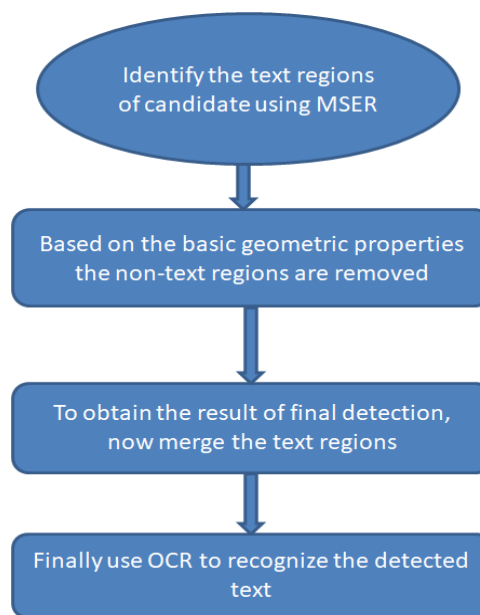 Identify the text regions
of candidate using MSER
Based on the basic geometric properties
the non-text regions are removed
To obtain the result of final detection,
now merge the text regions
Finally use OCR to recognize the detected
text